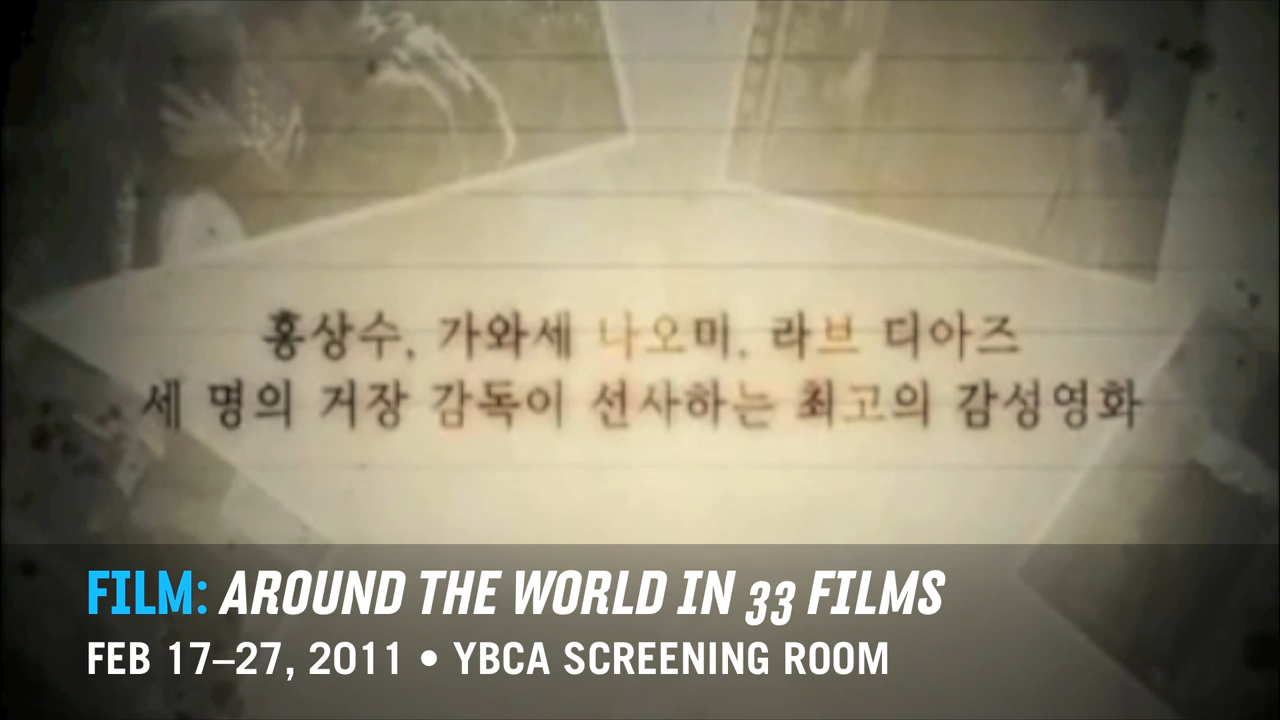 홍상수, 가와세 나오미, 라브 디아즈
세 명의 거장 감독이 선사하는 최고의 감성영화
FILM: AROUND THE WORLD IN 33 FILMS
FEB 17–27, 2011 • YBCA SCREENING ROOM